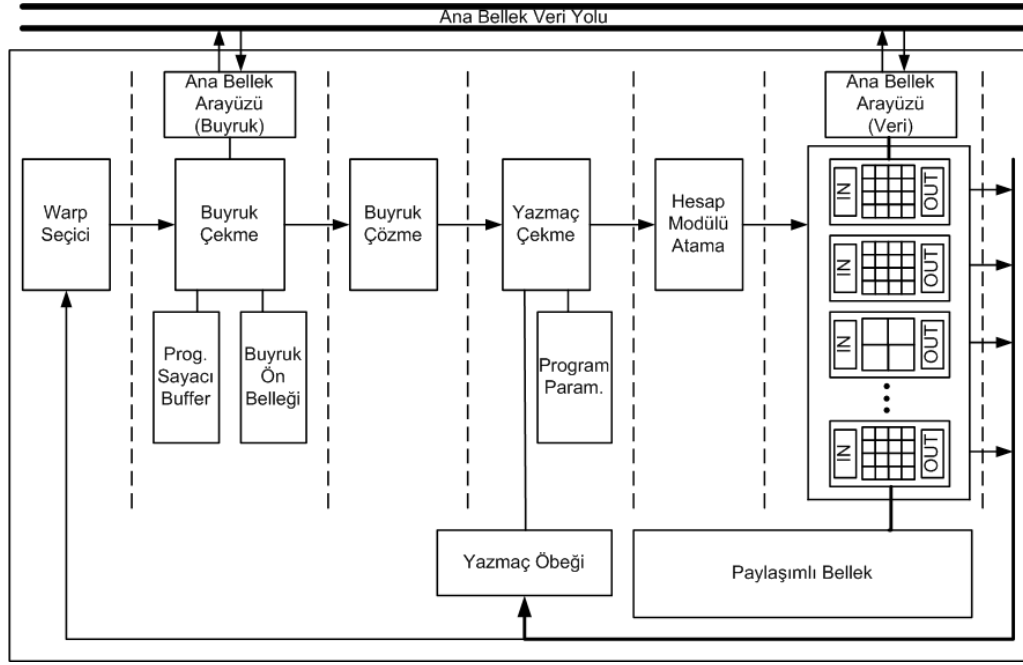 Ana Bellek Veri Yolu
Ana Bellek
Arayüzü
(Buyruk)
Ana Bellek
Arayüzü
(Veri)
Warp
Seçici
Buyruk
Çekme
Buyruk
Çözme
Yazmaç
Çekme
Hesap
Modülü
Atama
IN
OUT
IN
OUT
IN
OUT
IN
OUT
Prog.
Sayacı
Buffer
Buyruk
Ön
Belleği
Program
Param.
Yazmaç Öbeği
Paylaşımlı Bellek